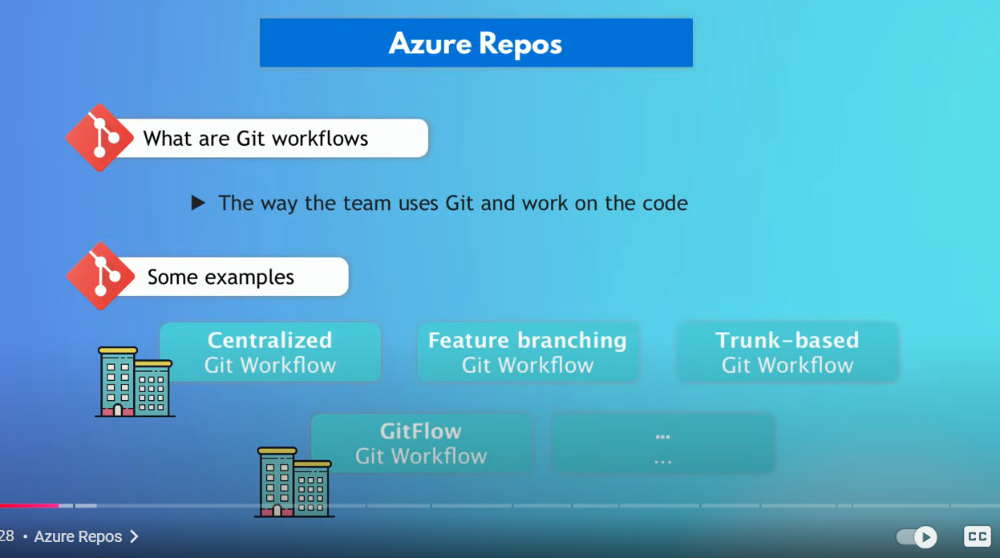 Azure Repos
What are Git workflows
▶ The way the team uses Git and work on the code
Some examples
Centralized
Git Workflow
Feature branching
Git Workflow
Trunk-based
Git Workflow
GitFlow
Git Workflow
...
...
28 • Azure Repos >
CC